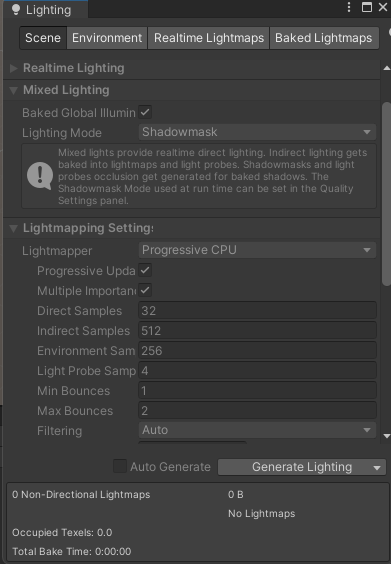 Lighting
Scene Environment Realtime Lightmaps Baked Lightmaps
Realtime Lighting
Mixed Lighting
Baked Global Illumin
Lighting Mode Shadowmask
Mixed lights provide realtime direct lighting. Indirect lighting gets
baked into lightmaps and light probes. Shadowmasks and light
probes occlusion get generated for baked shadows. The
Shadowmask Mode used at run time can be set in the Quality
Settings panel.
Lightmapping Settings
Lightmapper Progressive CPU
Progressive Upda
Multiple Importan
Direct Samples 32
Indirect Samples 512
Environment Sam 256
Light Probe Samp 4
Min Bounces 1
Max Bounces 2
Filtering Auto
Auto Generate Generate Lighting
0 Non-Directional Lightmaps 0 B
No Lightmaps
Occupied Texels: 0.0
Total Bake Time: 0:00:00